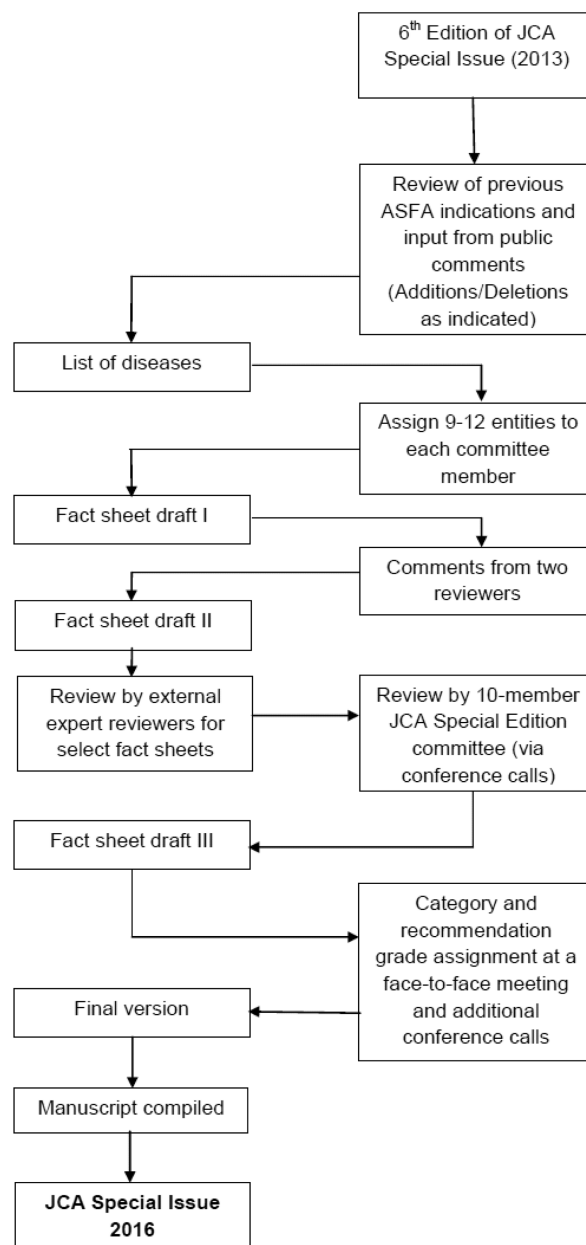 6th Edition of JCA
Special Issue (2013)
Review of previous
ASFA indications and
input from public
comments
(Additions/Deletions
as indicated)
List of diseases
Assign 9-12 entities to
each committee
member
Fact sheet draft I
Comments from two
reviewers
Fact sheet draft II
Review by external
expert reviewers for
select fact sheets
Review by 10-member
JCA Special Edition
committee (via
conference calls)
Fact sheet draft III
Category and
recommendation
grade assignment at a
face-to-face meeting
and additional
conference calls
Final version
Manuscript compiled
JCA Special Issue
2016